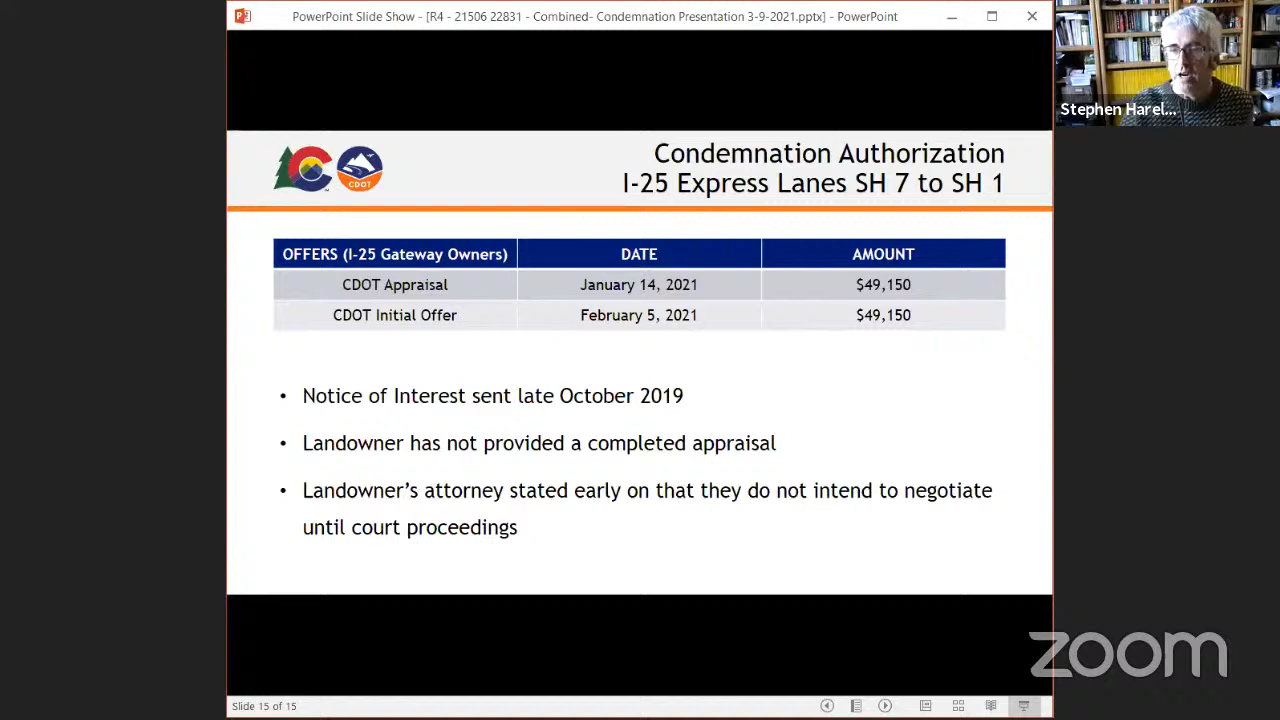 PowerPoint Slide Show - [R4 - 21506 22831 - Combined- Condemnation Presentation 3-9-2021.pptx] - PowerPoint
Stephen Harel...
Condemnation Authorization
I-25 Express Lanes SH 7 to SH 1
CDOT
OFFERS (I-25 Gateway Owners) DATE AMOUNT
CDOT Appraisal January 14, 2021 $49,150
CDOT Initial Offer February 5, 2021 $49,150
• Notice of Interest sent late October 2019
• Landowner has not provided a completed appraisal
• Landowner’s attorney stated early on that they do not intend to negotiate
until court proceedings
zoom
Slide 15 of 15